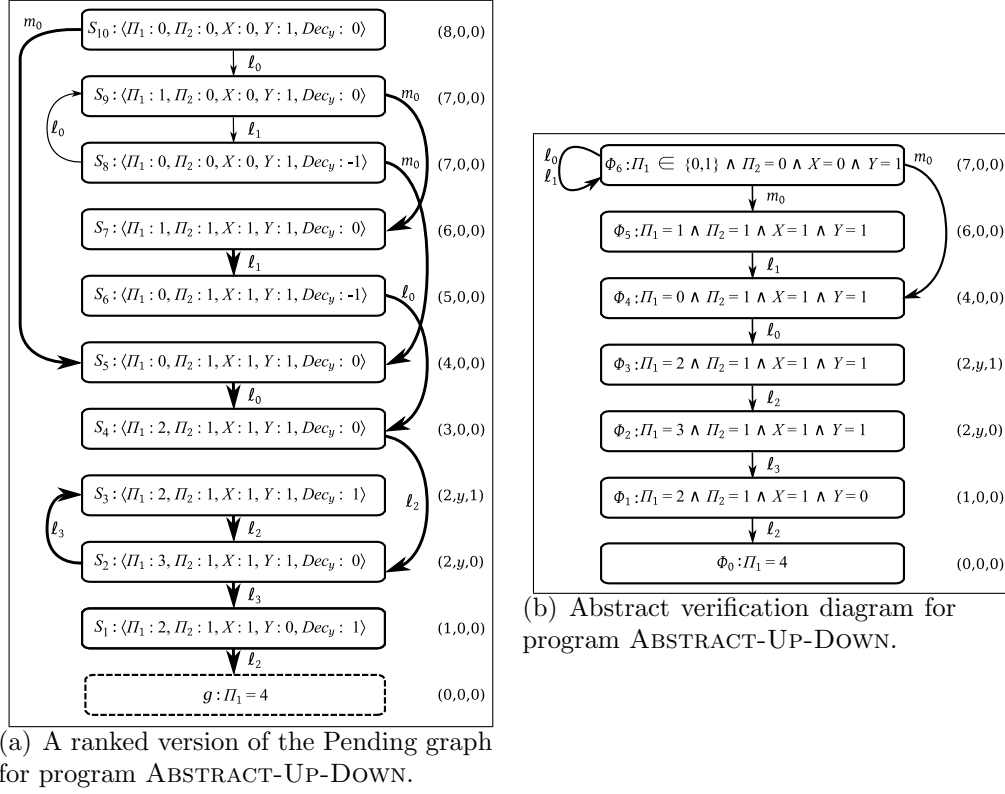 m₀
S₁₀ : ⟨Π₁ : 0, Π₂ : 0, X : 0, Y : 1, Dec_y : 0⟩ (8,0,0)
ℓ₀
S₉ : ⟨Π₁ : 1, Π₂ : 0, X : 0, Y : 1, Dec_y : 0⟩ m₀ (7,0,0)
ℓ₀ ℓ₁
S₈ : ⟨Π₁ : 0, Π₂ : 0, X : 0, Y : 1, Dec_y : -1⟩ m₀ (7,0,0)
S₇ : ⟨Π₁ : 1, Π₂ : 1, X : 1, Y : 1, Dec_y : 0⟩ (6,0,0)
ℓ₁
S₆ : ⟨Π₁ : 0, Π₂ : 1, X : 1, Y : 1, Dec_y : -1⟩ ℓ₀ (5,0,0)
S₅ : ⟨Π₁ : 0, Π₂ : 1, X : 1, Y : 1, Dec_y : 0⟩ (4,0,0)
ℓ₀
S₄ : ⟨Π₁ : 2, Π₂ : 1, X : 1, Y : 1, Dec_y : 0⟩ (3,0,0)
S₃ : ⟨Π₁ : 2, Π₂ : 1, X : 1, Y : 1, Dec_y : 1⟩ ℓ₂ (2,y,1)
ℓ₃ ℓ₂
S₂ : ⟨Π₁ : 3, Π₂ : 1, X : 1, Y : 1, Dec_y : 0⟩ (2,y,0)
ℓ₃
S₁ : ⟨Π₁ : 2, Π₂ : 1, X : 1, Y : 0, Dec_y : 1⟩ (1,0,0)
ℓ₂
g : Π₁ = 4 (0,0,0)
(a) A ranked version of the Pending graph
for program ABSTRACT-UP-DOWN.
ℓ₀
ℓ₁
Φ₆ : Π₁ ∈ {0,1} ∧ Π₂ = 0 ∧ X = 0 ∧ Y = 1 m₀ (7,0,0)
m₀
Φ₅ : Π₁ = 1 ∧ Π₂ = 1 ∧ X = 1 ∧ Y = 1 (6,0,0)
ℓ₁
Φ₄ : Π₁ = 0 ∧ Π₂ = 1 ∧ X = 1 ∧ Y = 1 (4,0,0)
ℓ₀
Φ₃ : Π₁ = 2 ∧ Π₂ = 1 ∧ X = 1 ∧ Y = 1 (2,y,1)
ℓ₂
Φ₂ : Π₁ = 3 ∧ Π₂ = 1 ∧ X = 1 ∧ Y = 1 (2,y,0)
ℓ₃
Φ₁ : Π₁ = 2 ∧ Π₂ = 1 ∧ X = 1 ∧ Y = 0 (1,0,0)
ℓ₂
Φ₀ : Π₁ = 4 (0,0,0)
(b) Abstract verification diagram for
program ABSTRACT-UP-DOWN.